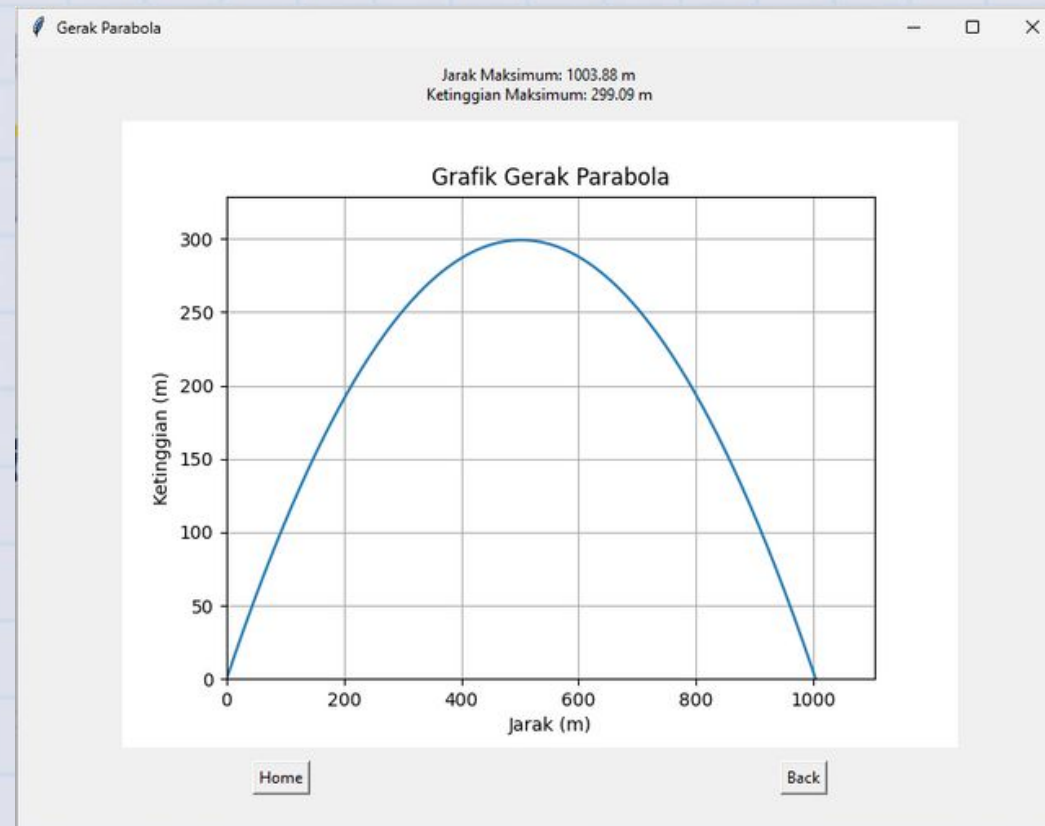 Gerak Parabola
Jarak Maksimum: 1003.88 m
Ketinggian Maksimum: 299.09 m
Grafik Gerak Parabola
300
250
200
150
100
50
0
Ketinggian (m)
0 200 400 600 800 1000
Jarak (m)
Home Back